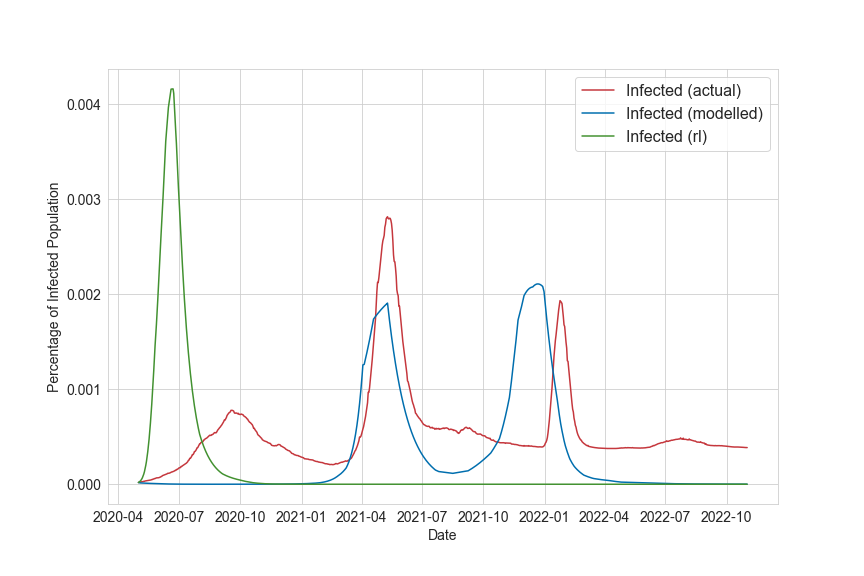 Infected (actual)
Infected (modelled)
Infected (rl)
Percentage of Infected Population
0.004
0.003
0.002
0.001
0.000
2020-04 2020-07 2020-10 2021-01 2021-04 2021-07 2021-10 2022-01 2022-04 2022-07 2022-10
Date